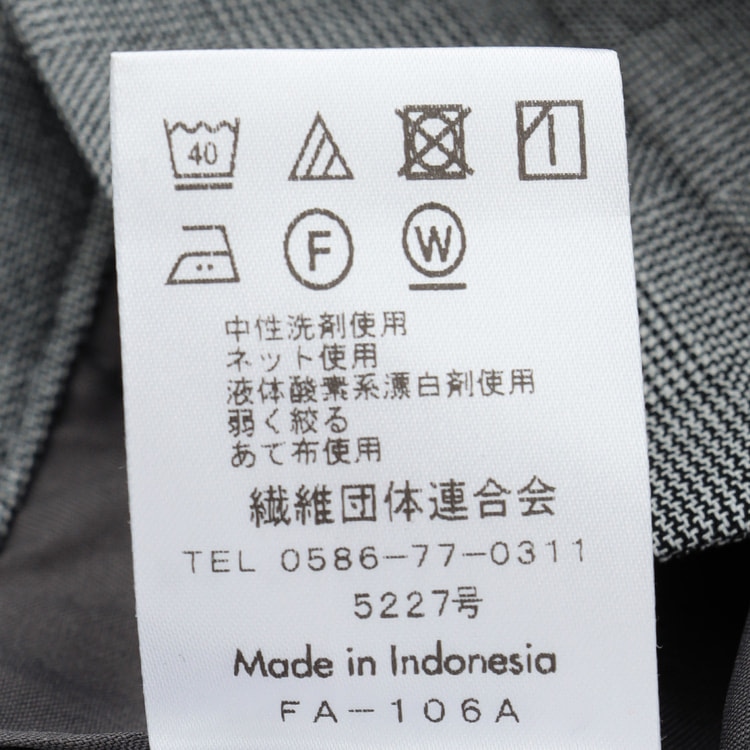 40
F W
中性洗剤使用
ネット使用
液体酸素系漂白剤使用
弱く絞る
あて布使用
繊維団体連合会
TEL 0586-77-0311
5227号
Made in Indonesia
FA-106A